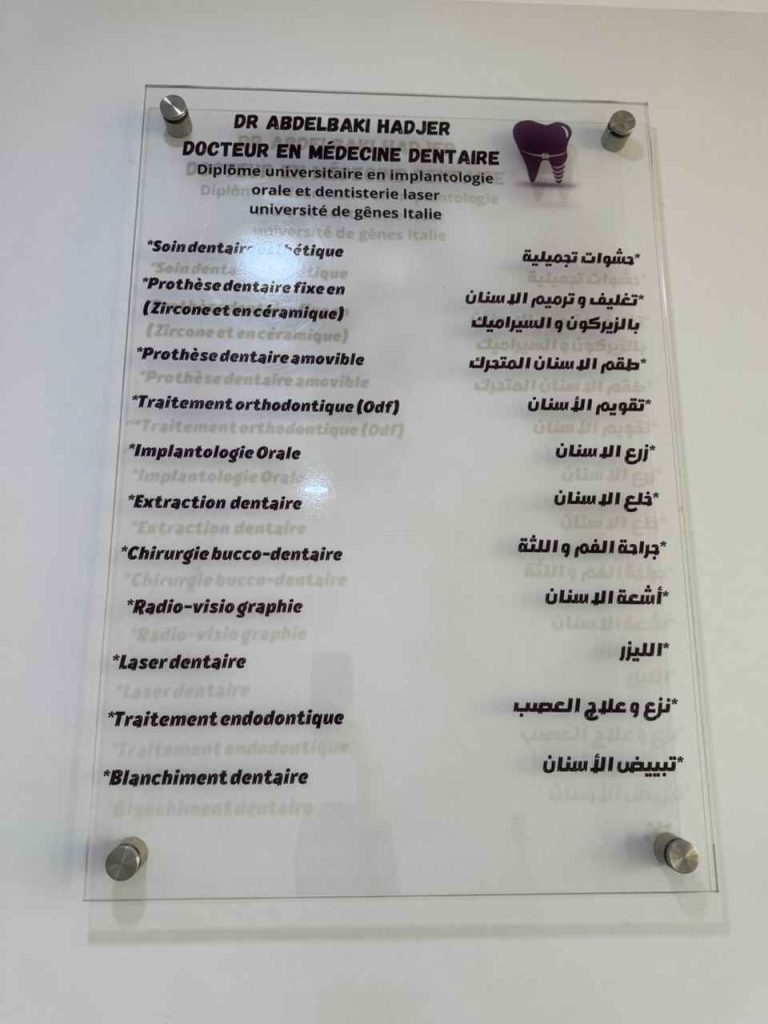 DR ABDELBAKI HADJER
DOCTEUR EN MÉDECINE DENTAIRE
Diplôme universitaire en implantologie
orale et dentisterie laser
université de gênes Italie
*Soin dentaire esthétique
*حشوات تجميلية
*Prothèse dentaire fixe en
(Zircone et en céramique)
*تغليف و ترميم الاسنان
بالزيركون و السيراميك
*Prothèse dentaire amovible
*طقم الاسنان المتحرك
*Traitement orthodontique (Odf)
*تقويم الأسنان
*Implantologie Orale
*زرع الاسنان
*Extraction dentaire
*خلع الاسنان
*Chirurgie bucco-dentaire
*جراحة الفم و اللثة
*Radio-visio graphie
*أشعة الاسنان
*Laser dentaire
*الليزر
*Traitement endodontique
*نزع و علاج العصب
*Blanchiment dentaire
*تبييض الأسنان